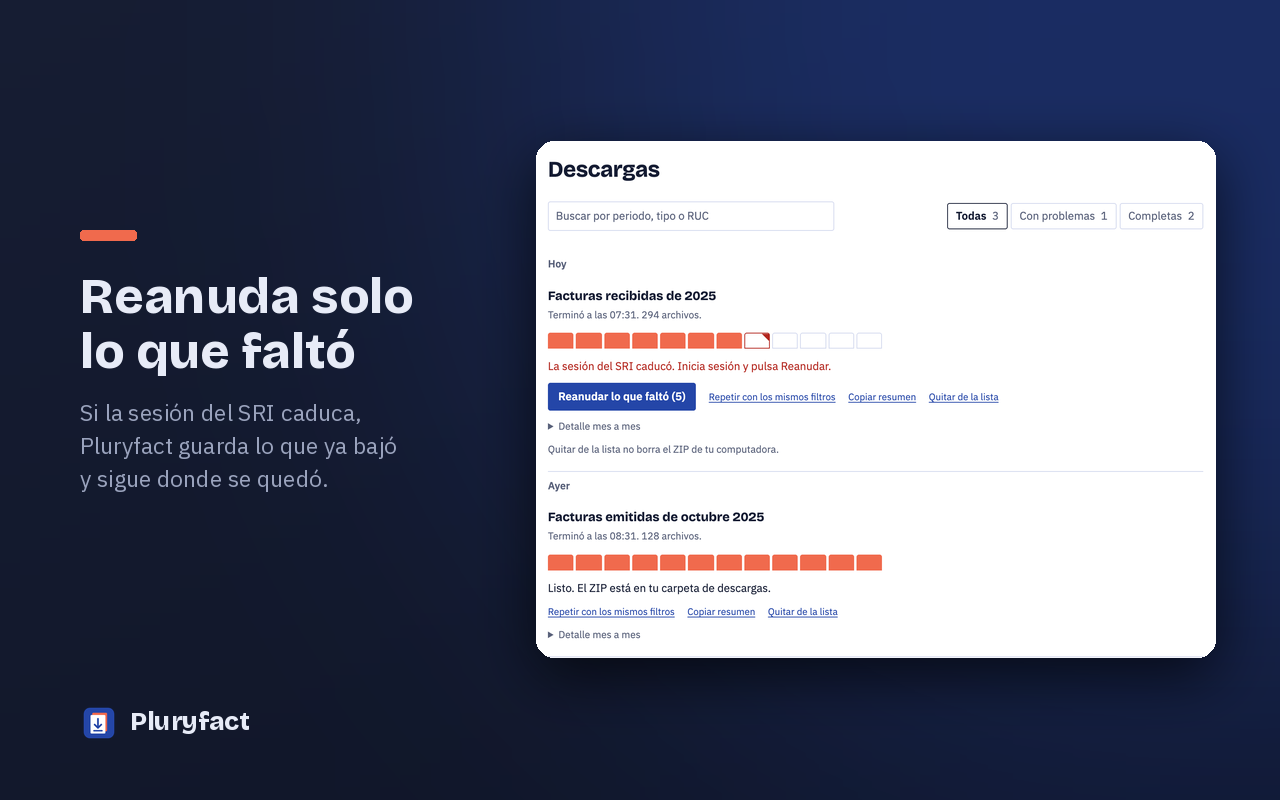 Reanuda solo
lo que faltó
Si la sesión del SRI caduca,
Pluryfact guarda lo que ya bajó
y sigue donde se quedó.
Pluryfact
Descargas
Buscar por periodo, tipo o RUC
Todas 3
Con problemas 1
Completas 2
Hoy
Facturas recibidas de 2025
Terminó a las 07:31. 294 archivos.
La sesión del SRI caducó. Inicia sesión y pulsa Reanudar.
Reanudar lo que faltó (5)
Repetir con los mismos filtros
Copiar resumen
Quitar de la lista
Detalle mes a mes
Quitar de la lista no borra el ZIP de tu computadora.
Ayer
Facturas emitidas de octubre 2025
Terminó a las 08:31. 128 archivos.
Listo. El ZIP está en tu carpeta de descargas.
Repetir con los mismos filtros
Copiar resumen
Quitar de la lista
Detalle mes a mes